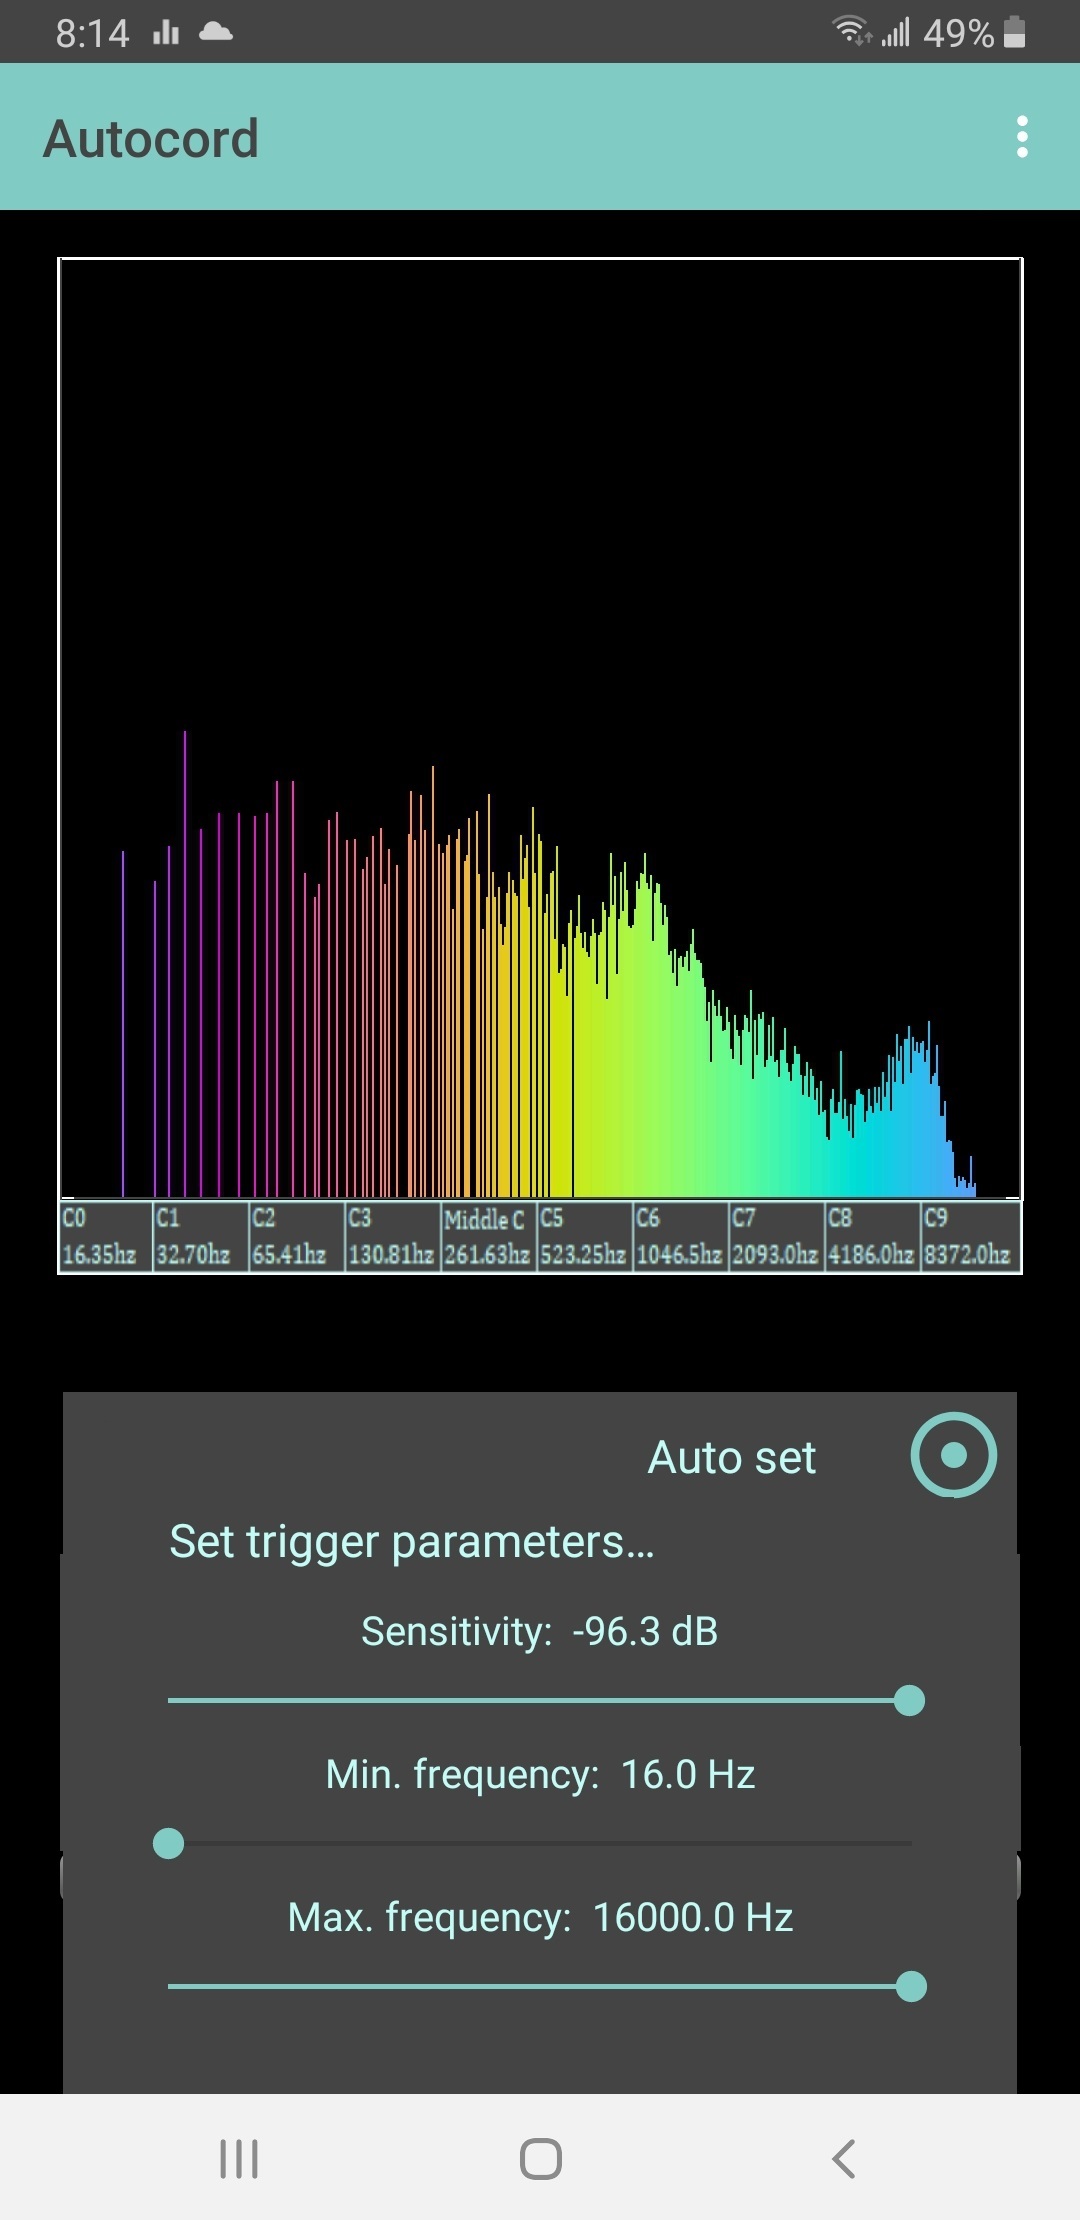 8:14 49%
Autocord
C0 C1 C2 C3 Middle C C5 C6 C7 C8 C9
16.35hz 32.70hz 65.41hz 130.81hz 261.63hz 523.25hz 1046.5hz 2093.0hz 4186.0hz 8372.0hz
Auto set
Set trigger parameters...
Sensitivity: -96.3 dB
Min. frequency: 16.0 Hz
Max. frequency: 16000.0 Hz